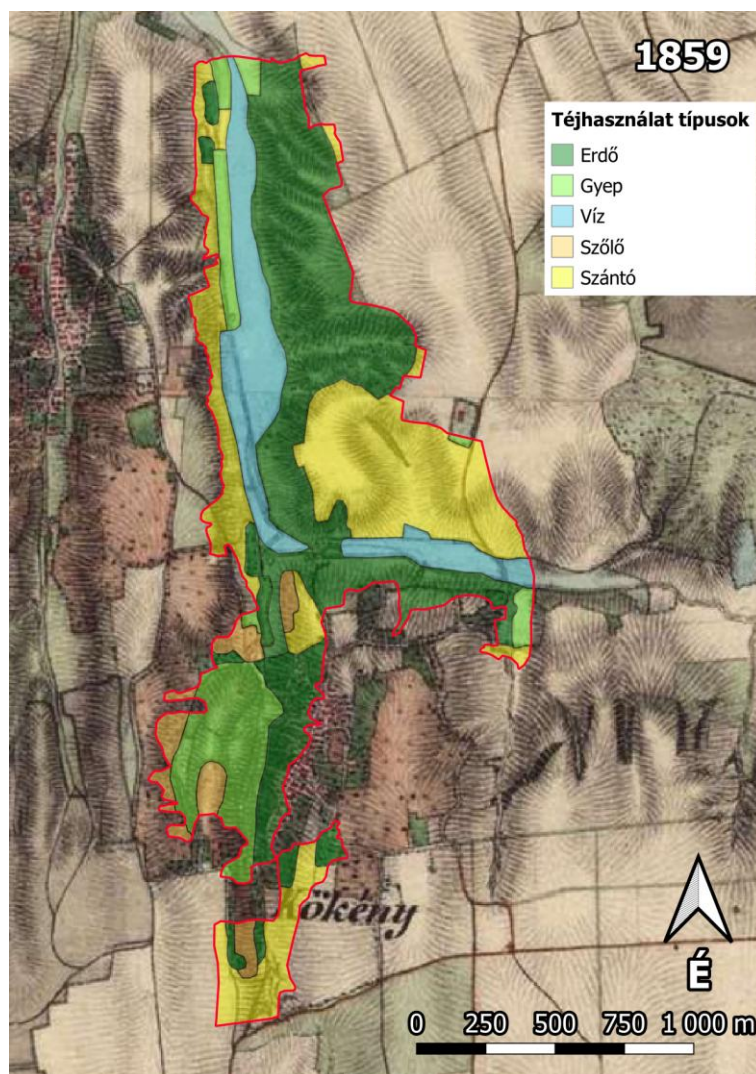 1859
Téjhasználat típusok
Erdő
Gyep
Víz
Szőlő
Szántó
Kökény
É
0 250 500 750 1 000 m